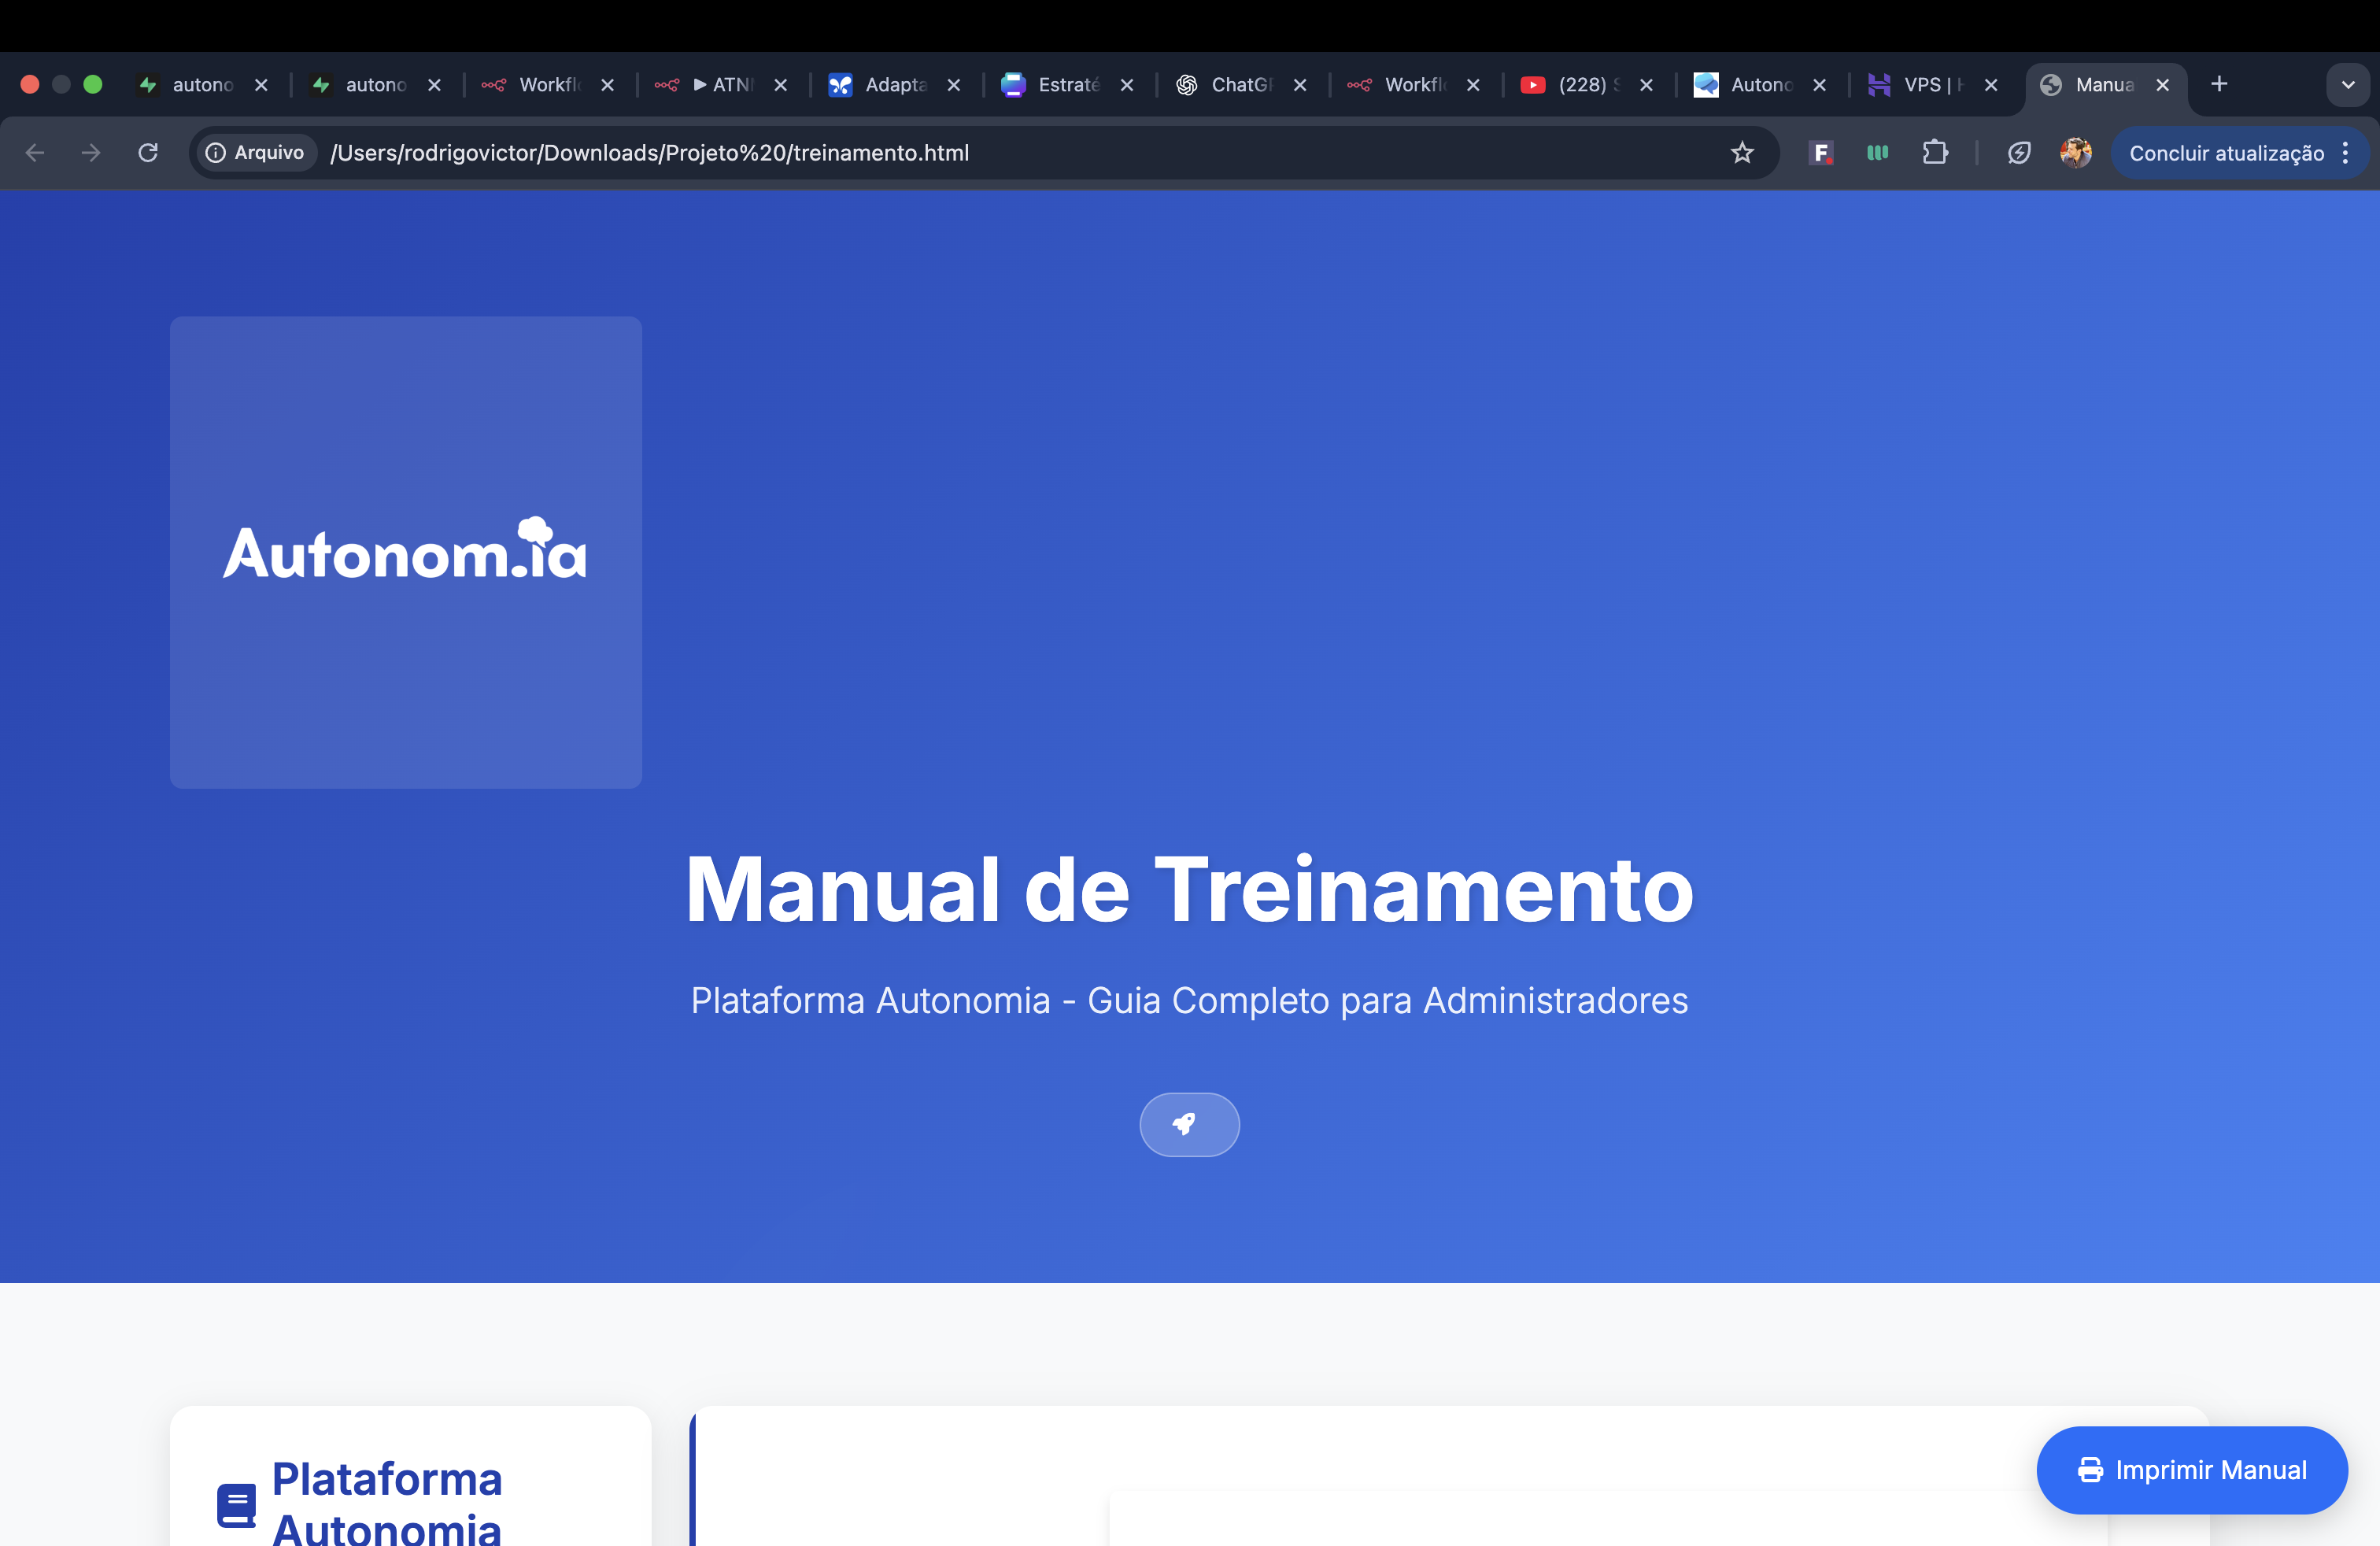 autono
autono
Workfl
ATN
Adapta
Estraté
ChatG
Workfl
(228)
Autono
VPS |
Manua
Arquivo
/Users/rodrigovictor/Downloads/Projeto%20/treinamento.html
Concluir atualização
Autonom.ia
Manual de Treinamento
Plataforma Autonomia - Guia Completo para Administradores
Plataforma
Autonomia
Imprimir Manual